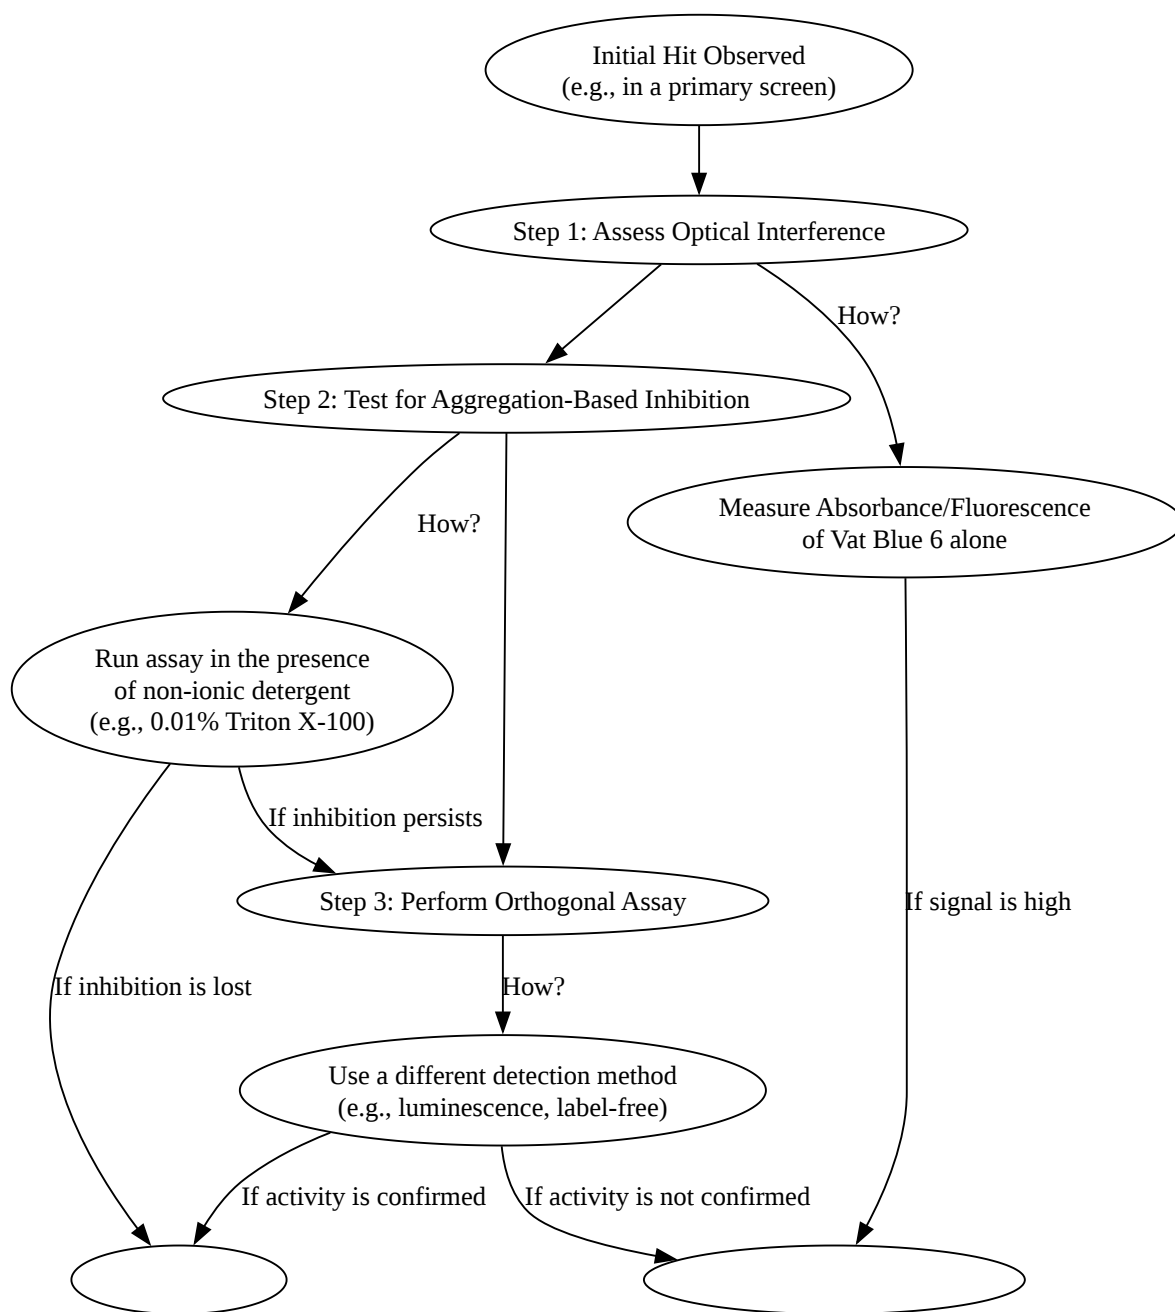 Initial Hit Observed
(e.g., in a primary screen)
Step 1: Assess Optical Interference
How?
Step 2: Test for Aggregation-Based Inhibition
Measure Absorbance/Fluorescence
of Vat Blue 6 alone
How?
Run assay in the presence
of non-ionic detergent
(e.g., 0.01% Triton X-100)
If inhibition persists
Step 3: Perform Orthogonal Assay
If signal is high
If inhibition is lost
How?
Use a different detection method
(e.g., luminescence, label-free)
If activity is confirmed
If activity is not confirmed